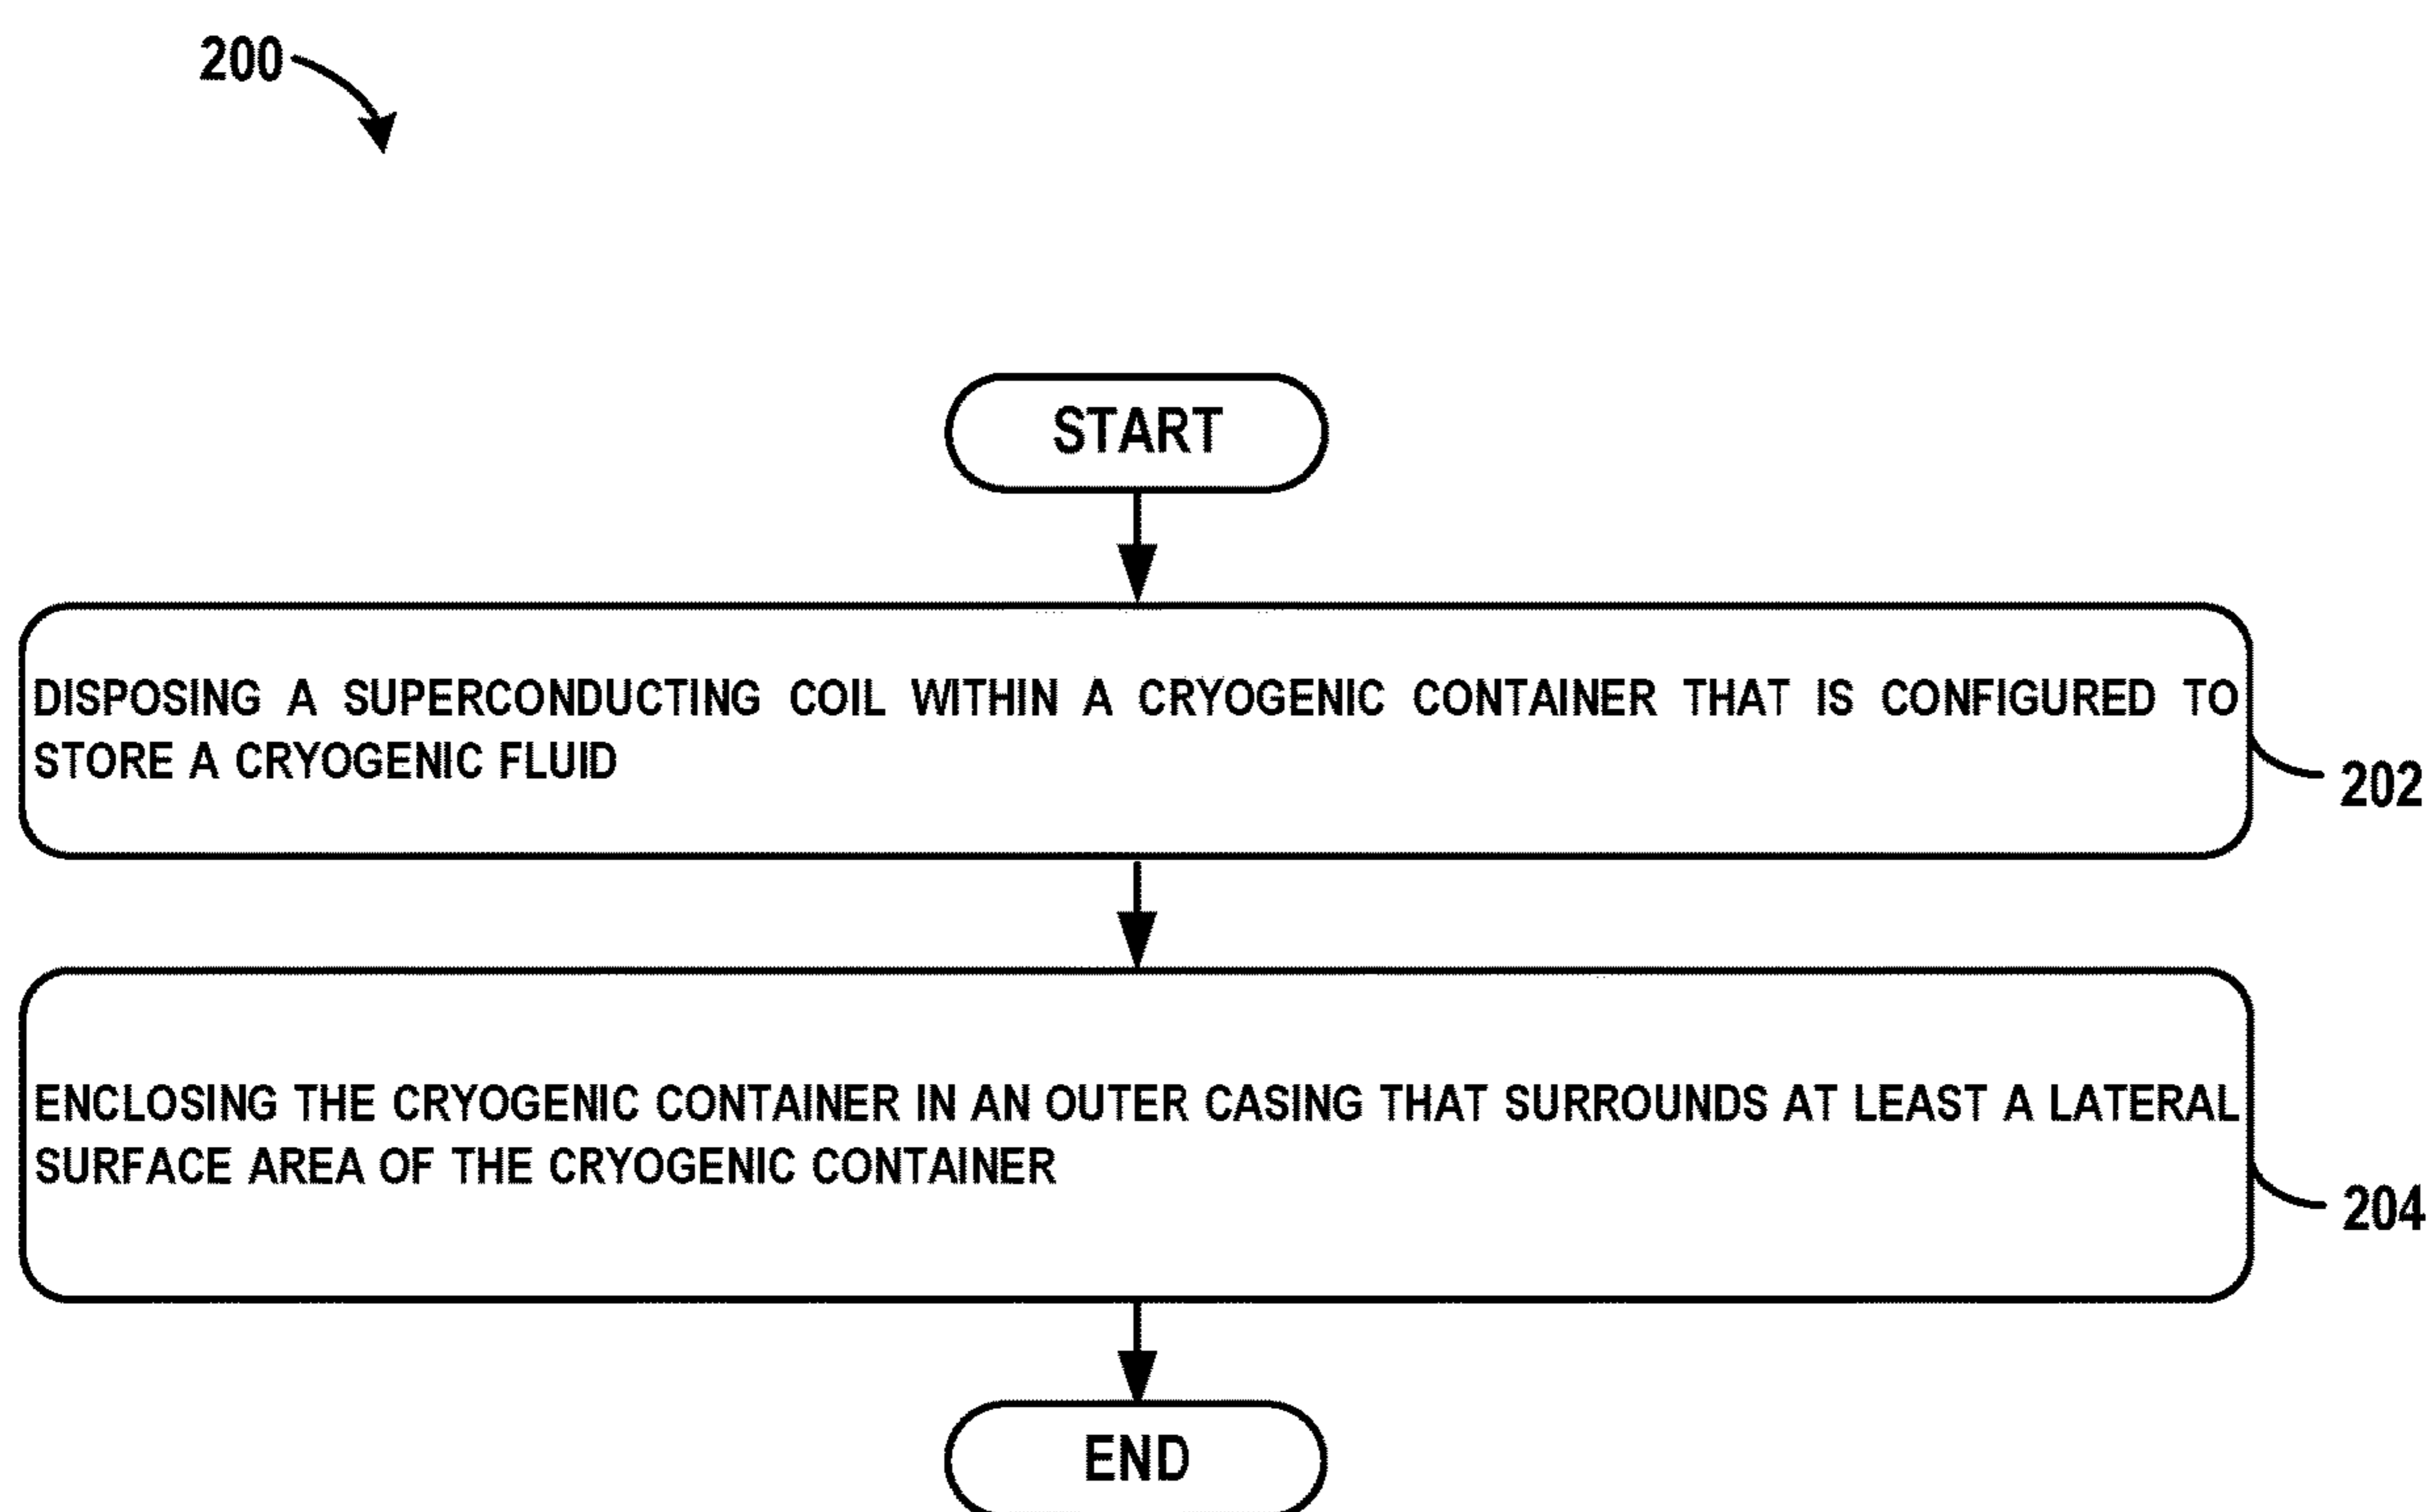 200
START
DISPOSING A SUPERCONDUCTING COIL WITHIN A CRYOGENIC CONTAINER THAT IS CONFIGURED TO
STORE A CRYOGENIC FLUID
202
ENCLOSING THE CRYOGENIC CONTAINER IN AN OUTER CASING THAT SURROUNDS AT LEAST A LATERAL
SURFACE AREA OF THE CRYOGENIC CONTAINER
204
END